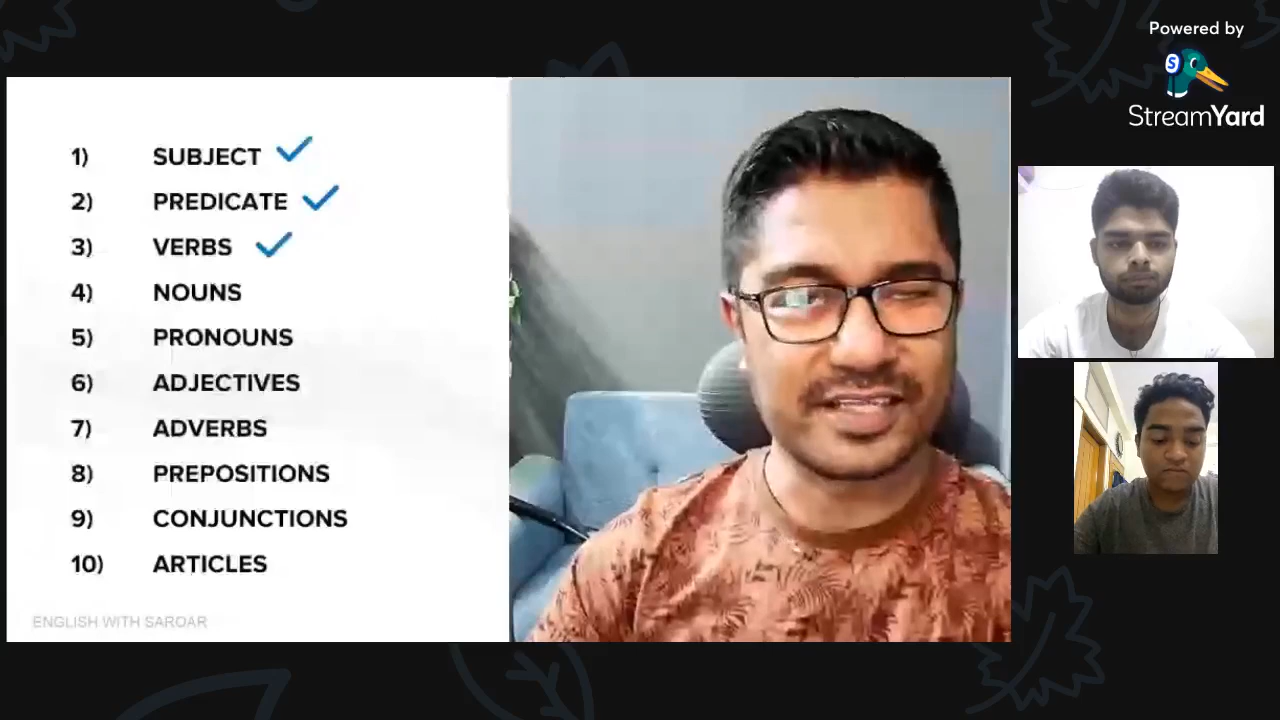 Powered by
StreamYard
1) SUBJECT
2) PREDICATE
3) VERBS
4) NOUNS
5) PRONOUNS
6) ADJECTIVES
7) ADVERBS
8) PREPOSITIONS
9) CONJUNCTIONS
10) ARTICLES
ENGLISH WITH SAROAR